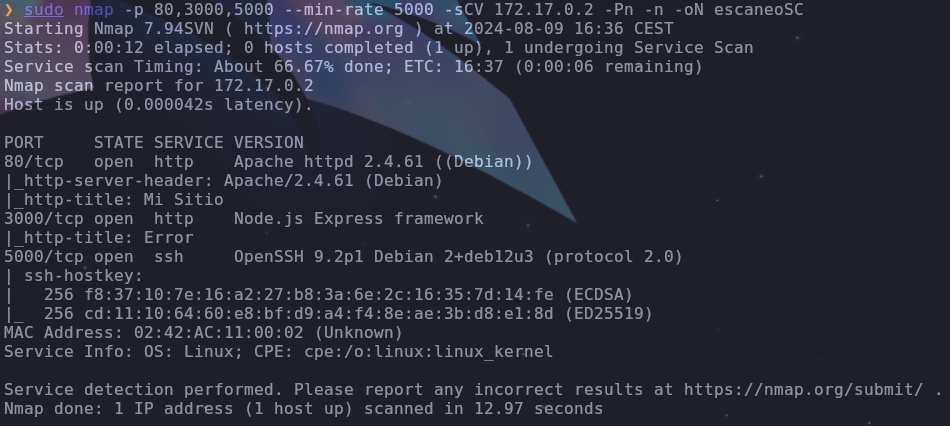 ❯ sudo nmap -p 80,3000,5000 --min-rate 5000 -sCV 172.17.0.2 -Pn -n -oN escaneoSC
Starting Nmap 7.94SVN ( https://nmap.org ) at 2024-08-09 16:36 CEST
Stats: 0:00:12 elapsed; 0 hosts completed (1 up), 1 undergoing Service Scan
Service scan Timing: About 66.67% done; ETC: 16:37 (0:00:06 remaining)
Nmap scan report for 172.17.0.2
Host is up (0.000042s latency).
PORT     STATE SERVICE VERSION
80/tcp   open  http    Apache httpd 2.4.61 ((Debian))
|_http-server-header: Apache/2.4.61 (Debian)
|_http-title: Mi Sitio
3000/tcp open  http    Node.js Express framework
|_http-title: Error
5000/tcp open  ssh     OpenSSH 9.2p1 Debian 2+deb12u3 (protocol 2.0)
| ssh-hostkey:
|   256 f8:37:10:7e:16:a2:27:b8:3a:6e:2c:16:35:7d:14:fe (ECDSA)
|_  256 cd:11:10:64:60:e8:bf:d9:a4:f4:8e:ae:3b:d8:e1:8d (ED25519)
MAC Address: 02:42:AC:11:00:02 (Unknown)
Service Info: OS: Linux; CPE: cpe:/o:linux:linux_kernel
Service detection performed. Please report any incorrect results at https://nmap.org/submit/ .
Nmap done: 1 IP address (1 host up) scanned in 12.97 seconds